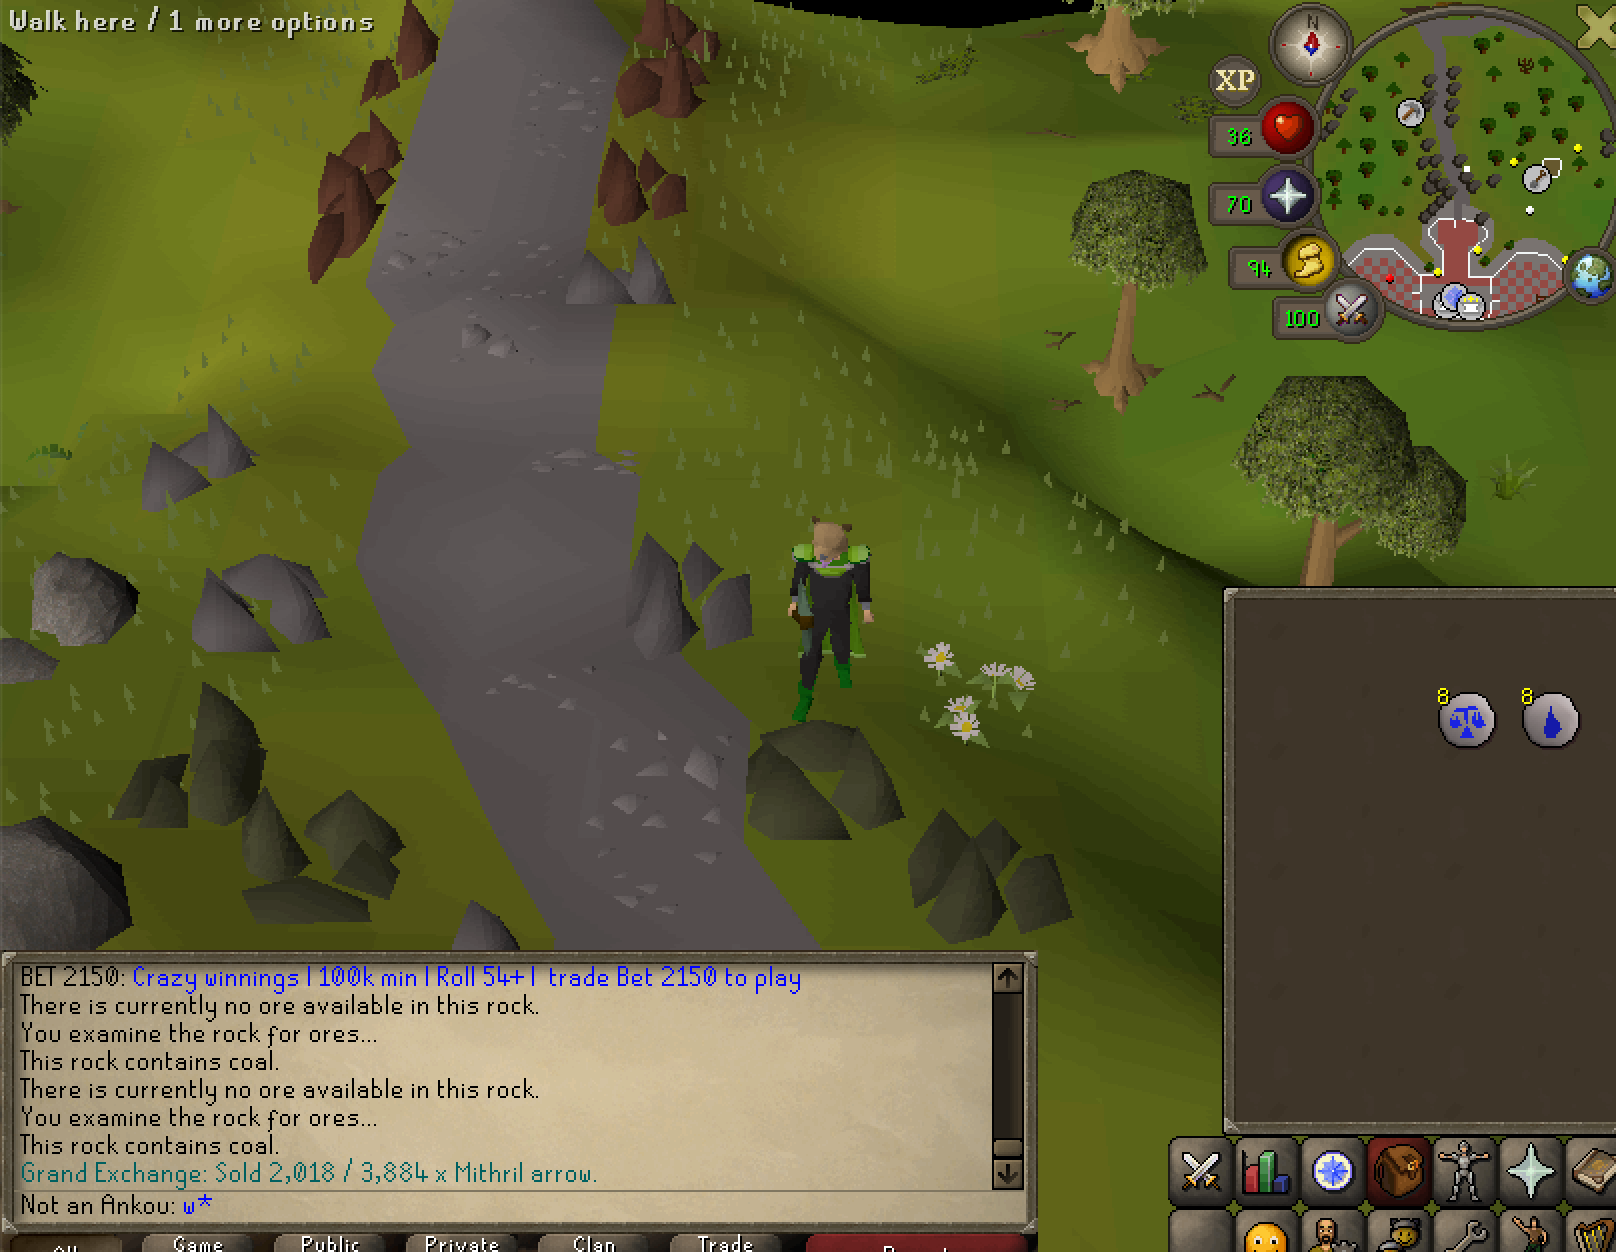 Walk here / 1 more options
N
XP
36
70
94
100
8 8
BET 2150: Crazy winnings | 100k min | Roll 54+ | trade Bet 2150 to play
There is currently no ore available in this rock.
You examine the rock for ores...
This rock contains coal.
There is currently no ore available in this rock.
You examine the rock for ores...
This rock contains coal.
Grand Exchange: Sold 2,018 / 3,884 x Mithril arrow.
Not an Ankou: w*
All Game Public Private Clan Trade